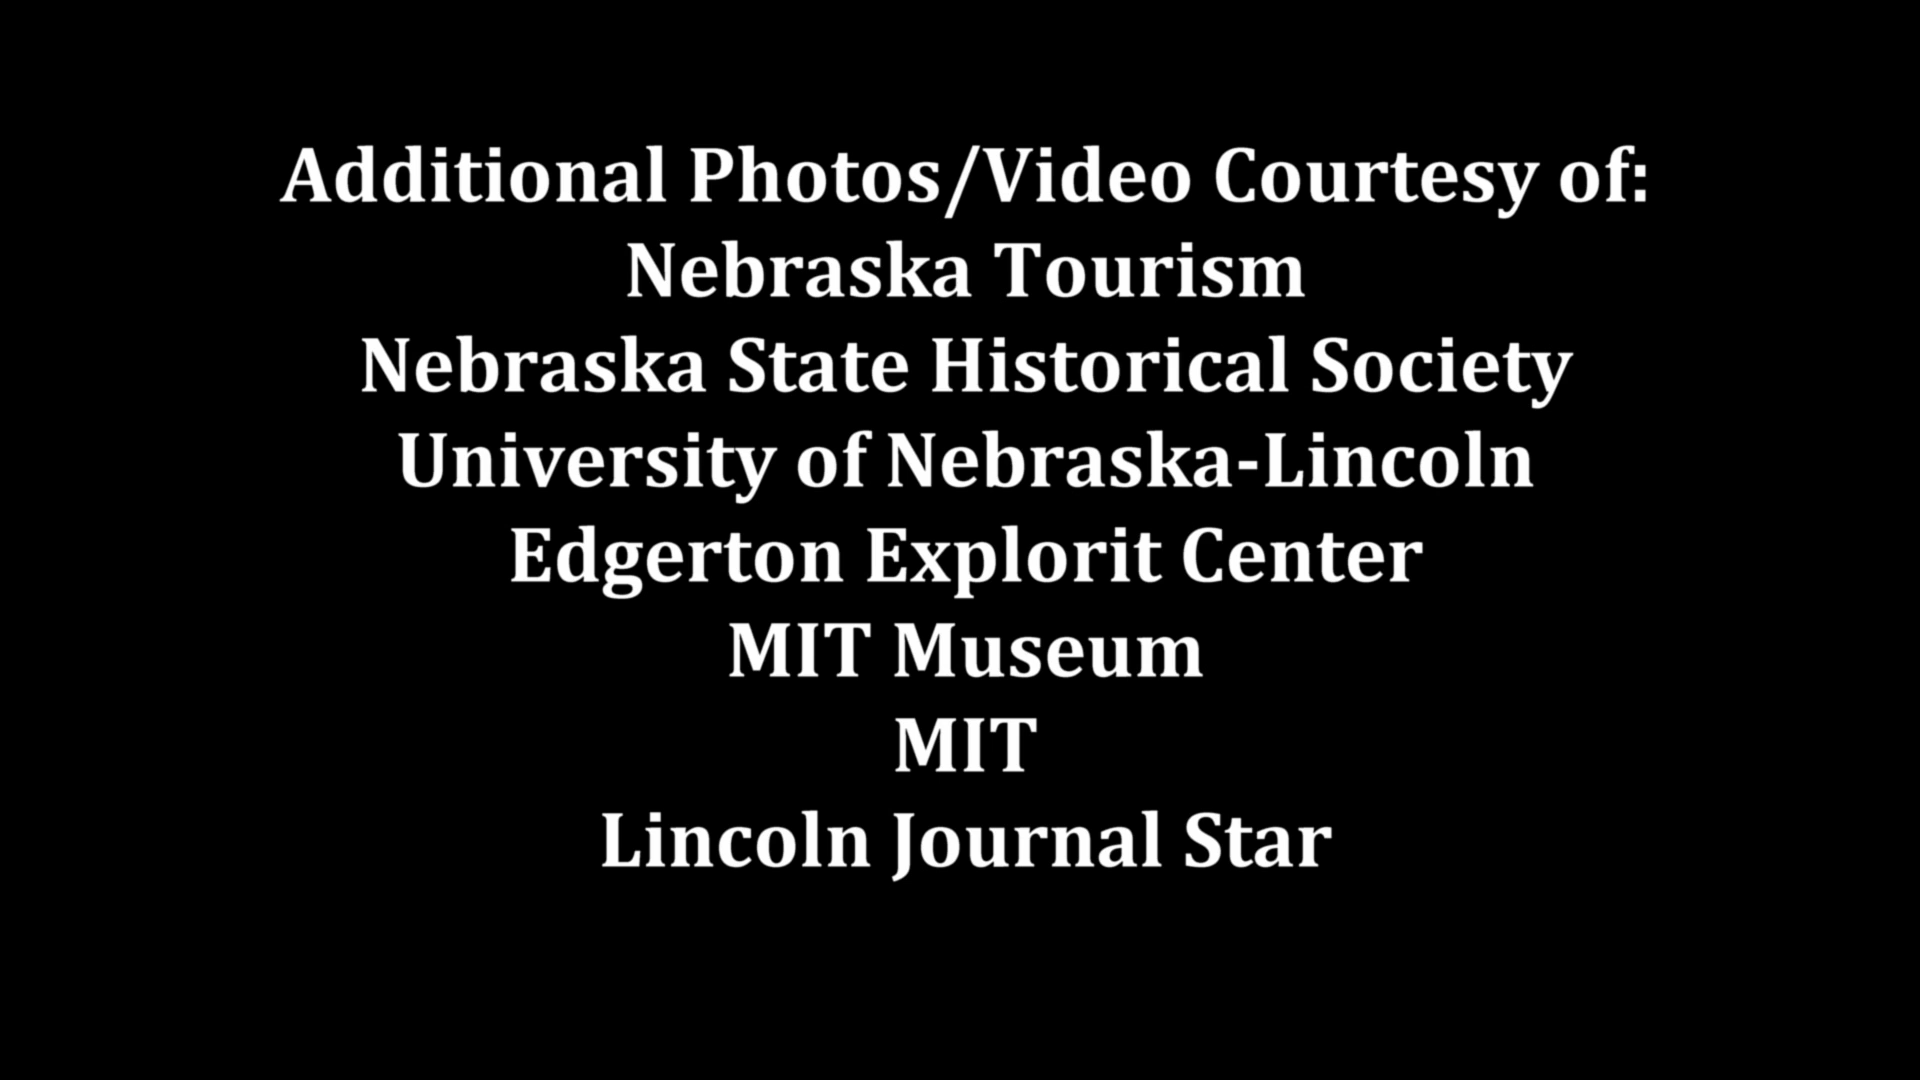 Additional Photos/Video Courtesy of:
Nebraska Tourism
Nebraska State Historical Society
University of Nebraska-Lincoln
Edgerton Explorit Center
MIT Museum
MIT
Lincoln Journal Star